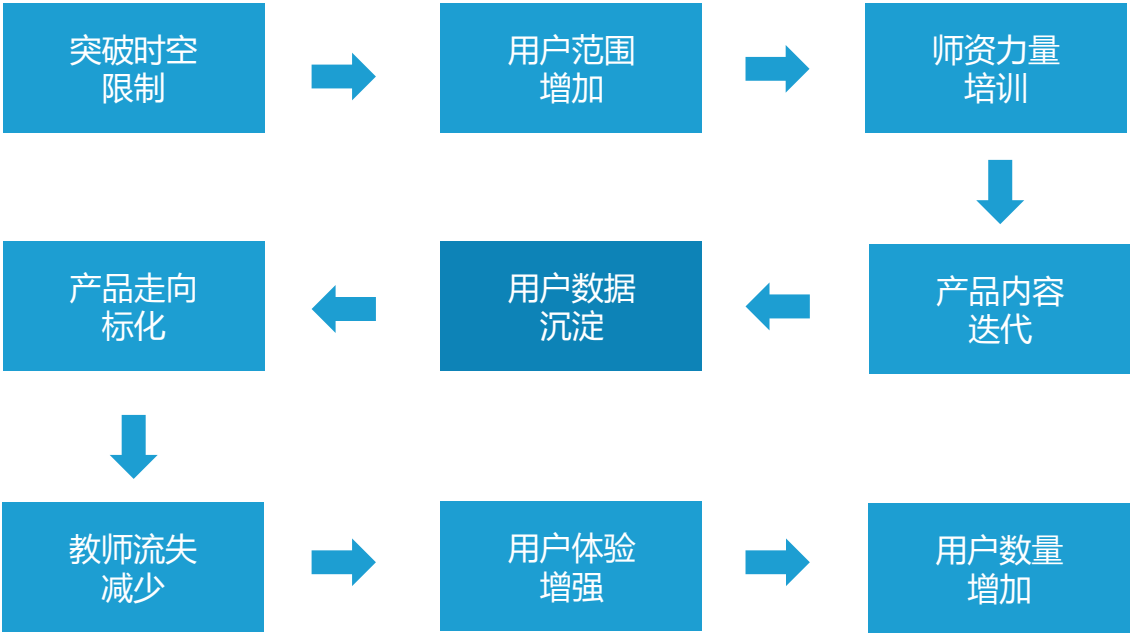 突破时空
限制
用户范围
增加
师资力量
培训
产品内容
迭代
用户数据
沉淀
产品走向
标化
教师流失
减少
用户体验
增强
用户数量
增加